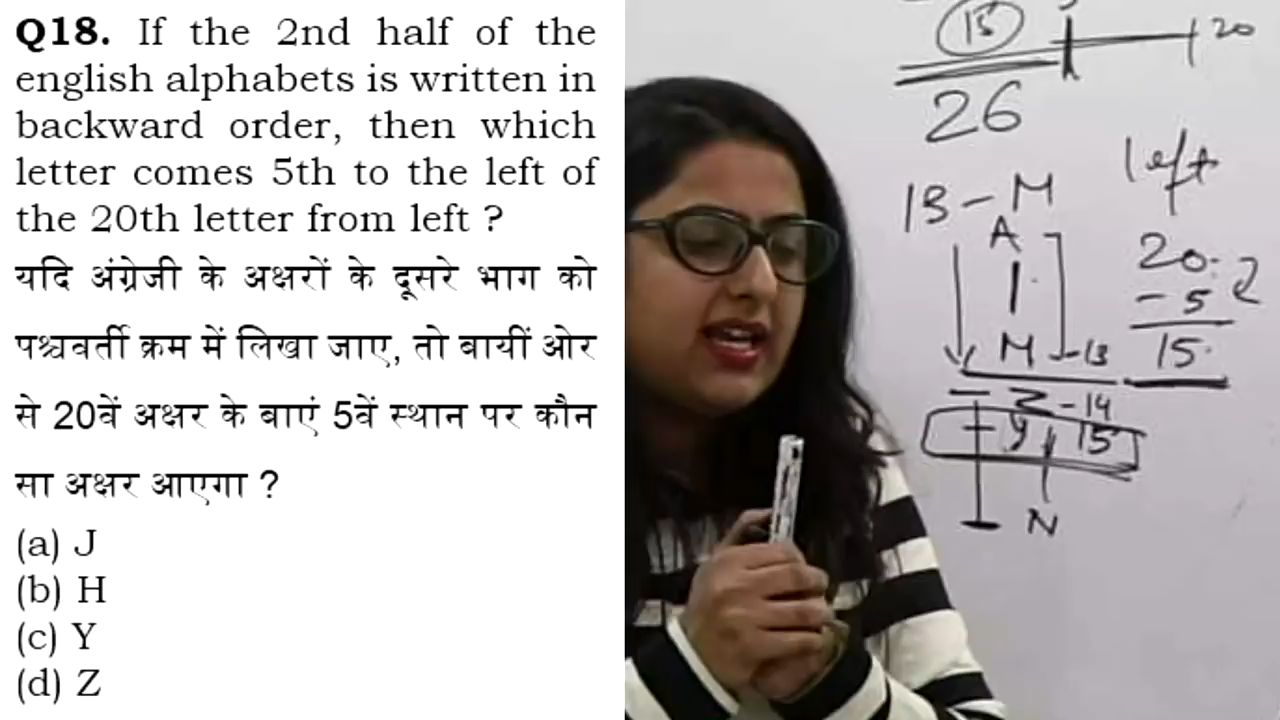 Q18. If the 2nd half of the
english alphabets is written in
backward order, then which
letter comes 5th to the left of
the 20th letter from left ?
यदि अंग्रेजी के अक्षरों के दूसरे भाग को
पश्चवर्ती क्रम में लिखा जाए, तो बायीं ओर
से 20वें अक्षर के बाएं 5वें स्थान पर कौन
सा अक्षर आएगा ?
(a) J
(b) H
(c) Y
(d) Z
15
20
26
left
13 - M
A
20
- 5
M - 13
15
Z - 14
Y 15
N